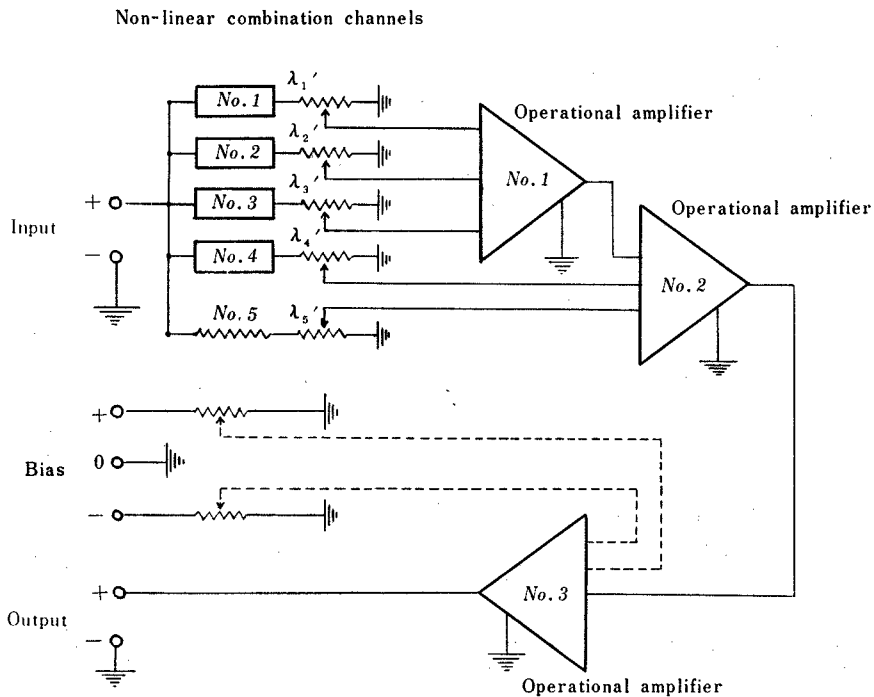 Non-linear combination channels
λ₁′
No.1
Operational amplifier
λ₂′
No.2
No.1
λ₃′
+
No.3
Operational amplifier
Input
λ₄′
−
No.4
No.2
No.5
λ₅′
+
Bias
0
−
+
No.3
Output
−
Operational amplifier